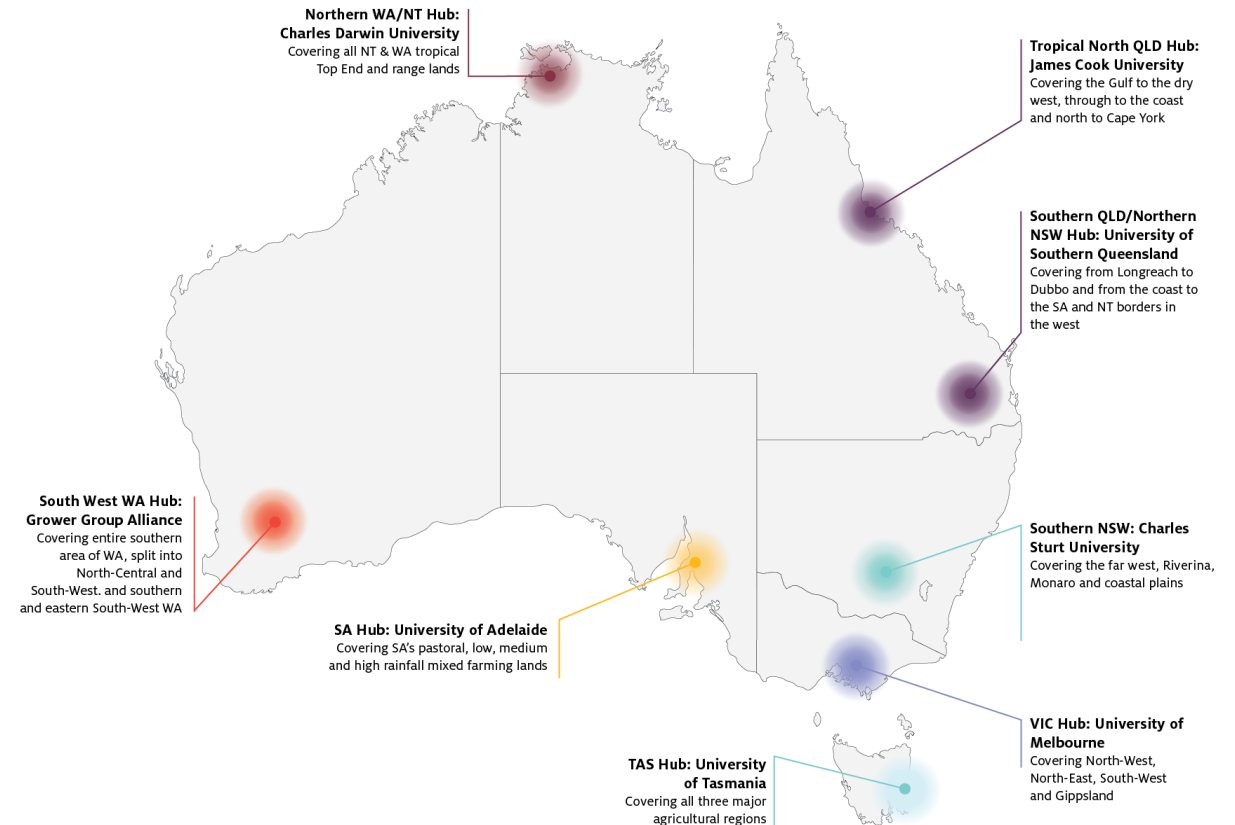 Northern WA/NT Hub:
Charles Darwin University
Covering all NT & WA tropical
Top End and range lands
Tropical North QLD Hub:
James Cook University
Covering the Gulf to the dry
west, through to the coast
and north to Cape York
Southern QLD/Northern
NSW Hub: University of
Southern Queensland
Covering from Longreach to
Dubbo and from the coast to
the SA and NT borders in
the west
South West WA Hub:
Grower Group Alliance
Covering entire southern
area of WA, split into
North-Central and
South-West. and southern
and eastern South-West WA
Southern NSW: Charles
Sturt University
Covering the far west, Riverina,
Monaro and coastal plains
SA Hub: University of Adelaide
Covering SA's pastoral, low, medium
and high rainfall mixed farming lands
VIC Hub: University of
Melbourne
Covering North-West,
North-East, South-West
and Gippsland
TAS Hub: University
of Tasmania
Covering all three major
agricultural regions